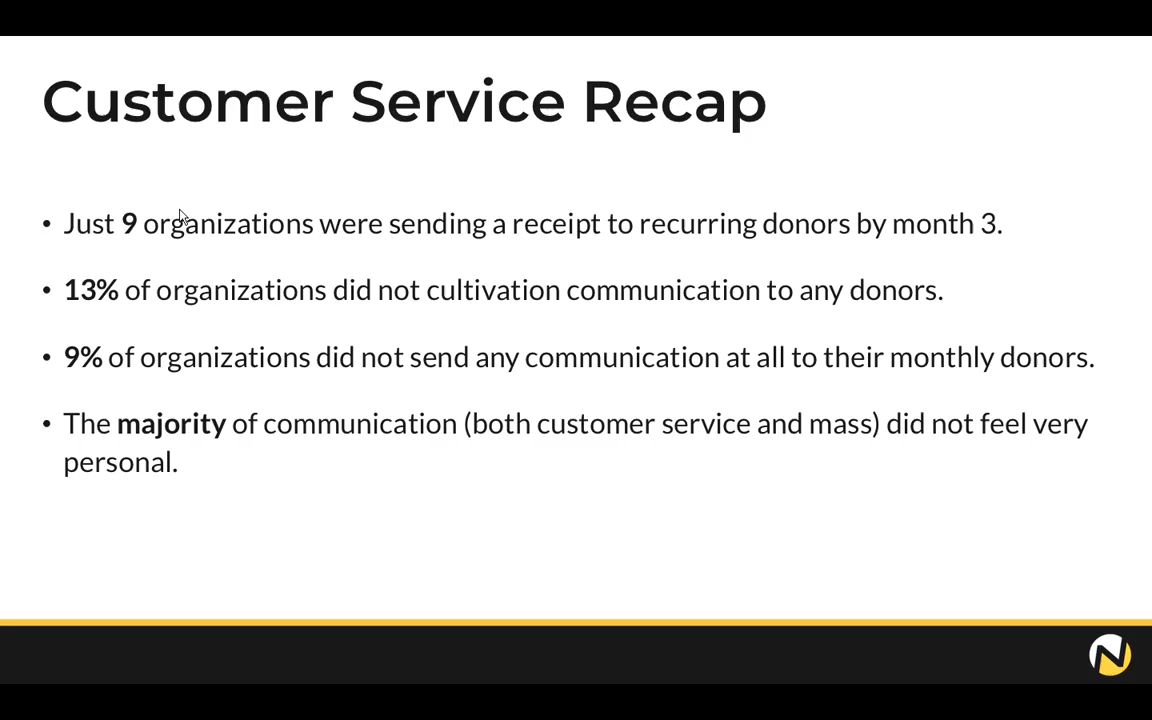 Customer Service Recap
• Just 9 organizations were sending a receipt to recurring donors by month 3.
• 13% of organizations did not cultivation communication to any donors.
• 9% of organizations did not send any communication at all to their monthly donors.
• The majority of communication (both customer service and mass) did not feel very
personal.
N